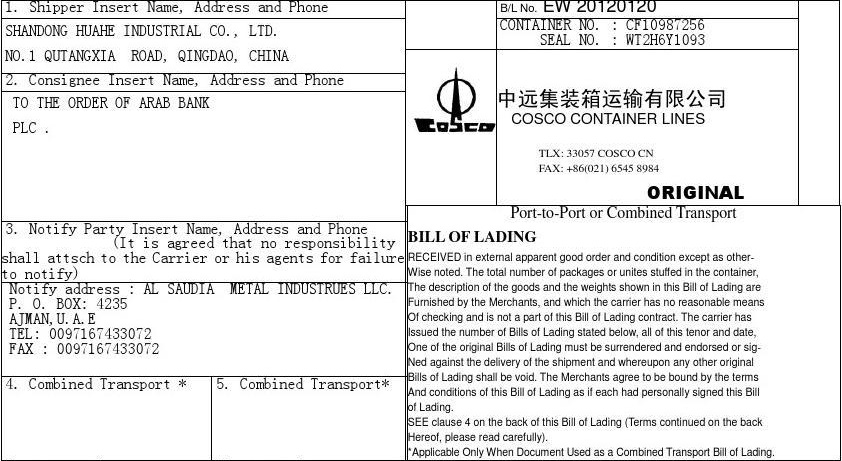 1. Shipper Insert Name, Address and Phone
SHANDONG HUAHE INDUSTRIAL CO., LTD.
NO.1 QUTANGXIA ROAD, QINGDAO, CHINA
2. Consignee Insert Name, Address and Phone
TO THE ORDER OF ARAB BANK
PLC .
3. Notify Party Insert Name, Address and Phone
(It is agreed that no responsibility
shall attsch to the Carrier or his agents for failure
to notify)
Notify address : AL SAUDIA METAL INDUSTRUES LLC.
P. O. BOX: 4235
AJMAN,U.A.E
TEL: 0097167433072
FAX : 0097167433072
4. Combined Transport *
5. Combined Transport*
B/L No. EW 20120120
CONTAINER NO. : CF10987256
SEAL NO. : WT2H6Y1093
COSCO
中远集装箱运输有限公司
COSCO CONTAINER LINES
TLX: 33057 COSCO CN
FAX: +86(021) 6545 8984
ORIGINAL
Port-to-Port or Combined Transport
BILL OF LADING
RECEIVED in external apparent good order and condition except as other-
Wise noted. The total number of packages or unites stuffed in the container,
The description of the goods and the weights shown in this Bill of Lading are
Furnished by the Merchants, and which the carrier has no reasonable means
Of checking and is not a part of this Bill of Lading contract. The carrier has
Issued the number of Bills of Lading stated below, all of this tenor and date,
One of the original Bills of Lading must be surrendered and endorsed or sig-
Ned against the delivery of the shipment and whereupon any other original
Bills of Lading shall be void. The Merchants agree to be bound by the terms
And conditions of this Bill of Lading as if each had personally signed this Bill
of Lading.
SEE clause 4 on the back of this Bill of Lading (Terms continued on the back
Hereof, please read carefully).
*Applicable Only When Document Used as a Combined Transport Bill of Lading.